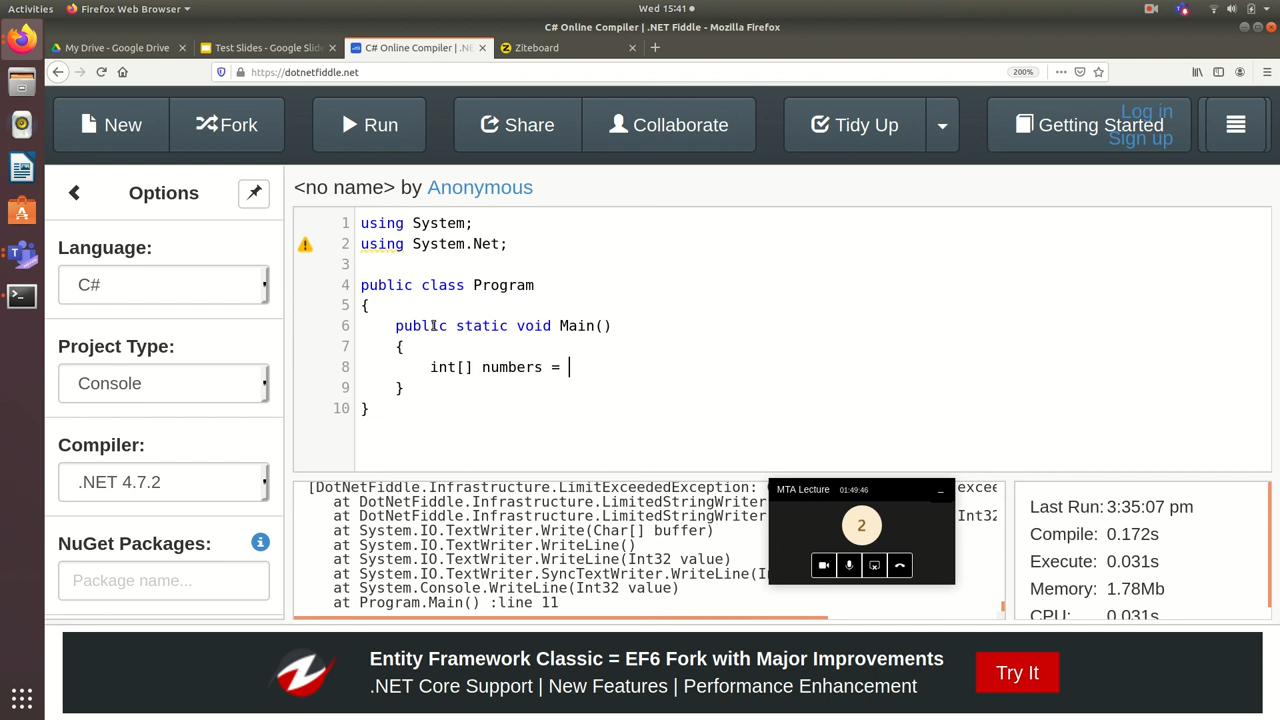 Activities Firefox Web Browser Wed 15:41
C# Online Compiler | .NET Fiddle - Mozilla Firefox
My Drive - Google Drive Test Slides - Google Slid C# Online Compiler | .NE Ziteboard
https://dotnetfiddle.net 200%
New Fork Run Share Collaborate Tidy Up Getting Started Log in
Sign up
Options
<no name> by Anonymous
Language:
C#
Project Type:
Console
Compiler:
.NET 4.7.2
NuGet Packages:
Package name...
1 using System;
2 using System.Net;
3
4 public class Program
5 {
6 public static void Main()
7 {
8 int[] numbers =
9 }
10 }
[DotNetFiddle.Infrastructure.LimitExceededException: excee
at DotNetFiddle.Infrastructure.LimitedStringWriter
at DotNetFiddle.Infrastructure.LimitedStringWriter Int32
at System.IO.TextWriter.Write(Char[] buffer)
at System.IO.TextWriter.WriteLine()
at System.IO.TextWriter.WriteLine(Int32 value)
at System.IO.TextWriter.SyncTextWriter.WriteLine(I
at System.Console.WriteLine(Int32 value)
at Program.Main() :line 11
MTA Lecture 01:49:46
2
Last Run: 3:35:07 pm
Compile: 0.172s
Execute: 0.031s
Memory: 1.78Mb
CPU: 0.031s
Entity Framework Classic = EF6 Fork with Major Improvements
.NET Core Support | New Features | Performance Enhancement
Try It